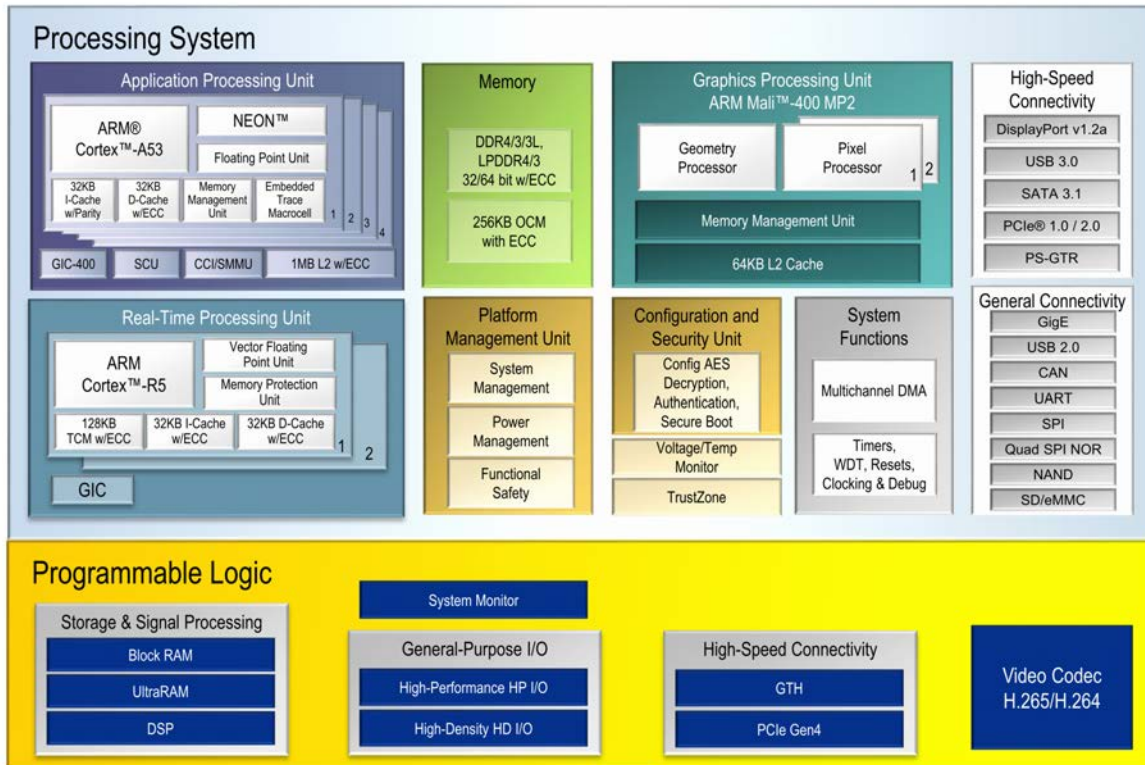 Processing System
Application Processing Unit
ARM®
Cortex™-A53
NEON™
Floating Point Unit
32KB
I-Cache
w/Parity
32KB
D-Cache
w/ECC
Memory
Management
Unit
Embedded
Trace
Macrocell
1
2
3
4
GIC-400
SCU
CCI/SMMU
1MB L2 w/ECC
Memory
DDR4/3/3L,
LPDDR4/3
32/64 bit w/ECC
256KB OCM
with ECC
Graphics Processing Unit
ARM Mali™-400 MP2
Geometry
Processor
Pixel
Processor
1
2
Memory Management Unit
64KB L2 Cache
High-Speed
Connectivity
DisplayPort v1.2a
USB 3.0
SATA 3.1
PCIe® 1.0 / 2.0
PS-GTR
Real-Time Processing Unit
ARM
Cortex™-R5
Vector Floating
Point Unit
Memory Protection
Unit
128KB
TCM w/ECC
32KB I-Cache
w/ECC
32KB D-Cache
w/ECC
1
2
GIC
Platform
Management Unit
System
Management
Power
Management
Functional
Safety
Configuration and
Security Unit
Config AES
Decryption,
Authentication,
Secure Boot
Voltage/Temp
Monitor
TrustZone
System
Functions
Multichannel DMA
Timers,
WDT, Resets,
Clocking & Debug
General Connectivity
GigE
USB 2.0
CAN
UART
SPI
Quad SPI NOR
NAND
SD/eMMC
Programmable Logic
Storage & Signal Processing
Block RAM
UltraRAM
DSP
System Monitor
General-Purpose I/O
High-Performance HP I/O
High-Density HD I/O
High-Speed Connectivity
GTH
PCIe Gen4
Video Codec
H.265/H.264